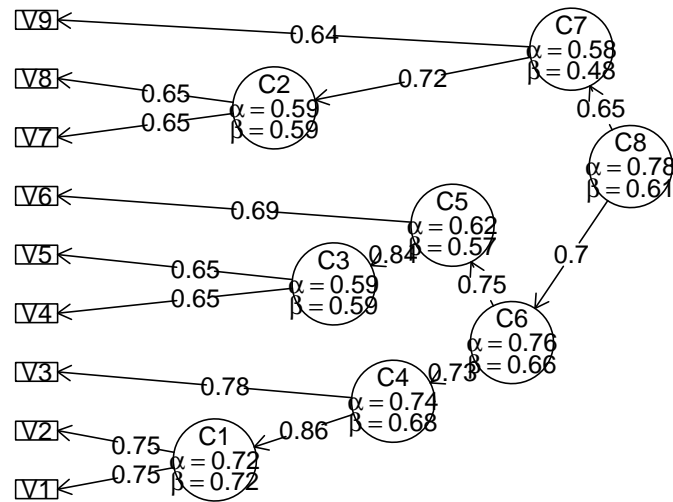 V9
C7
α = 0.58
β = 0.48
0.64
V8
C2
α = 0.59
β = 0.59
0.72
0.65
0.65
V7
0.65
C8
α = 0.78
β = 0.61
V6
C5
α = 0.62
β = 0.57
0.69
V5
C3
α = 0.59
β = 0.59
0.84
0.65
0.65
V4
0.7
0.75
C6
α = 0.76
β = 0.66
V3
0.78
C4
α = 0.74
β = 0.68
0.73
V2
0.75
C1
α = 0.72
β = 0.72
0.86
0.75
V1